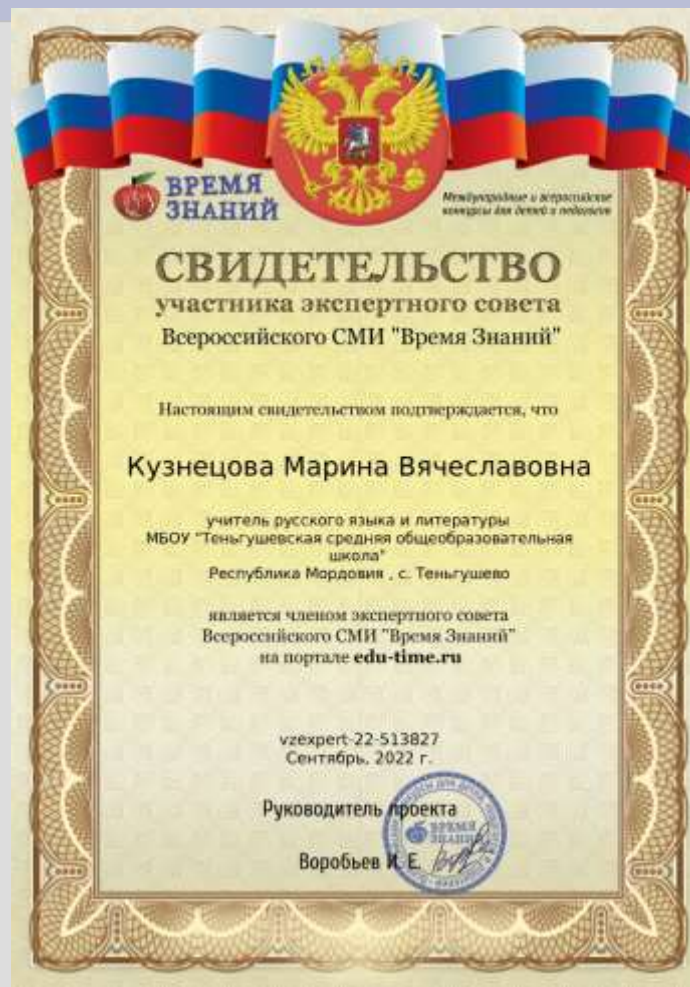 ВРЕМЯ
ЗНАНИЙ
Международные и всероссийские
конкурсы для детей и педагогов
СВИДЕТЕЛЬСТВО
участника экспертного совета
Всероссийского СМИ "Время Знаний"
Настоящим свидетельством подтверждается, что
Кузнецова Марина Вячеславовна
учитель русского языка и литературы
МБОУ "Теньгушевская средняя общеобразовательная
школа"
Республика Мордовия , с. Теньгушево
является членом экспертного совета
Всероссийского СМИ "Время Знаний"
на портале edu-time.ru
vzexpert-22-513827
Сентябрь, 2022 г.
Руководитель проекта
ВРЕМЯ
ЗНАНИЙ
Воробьев И. Е.